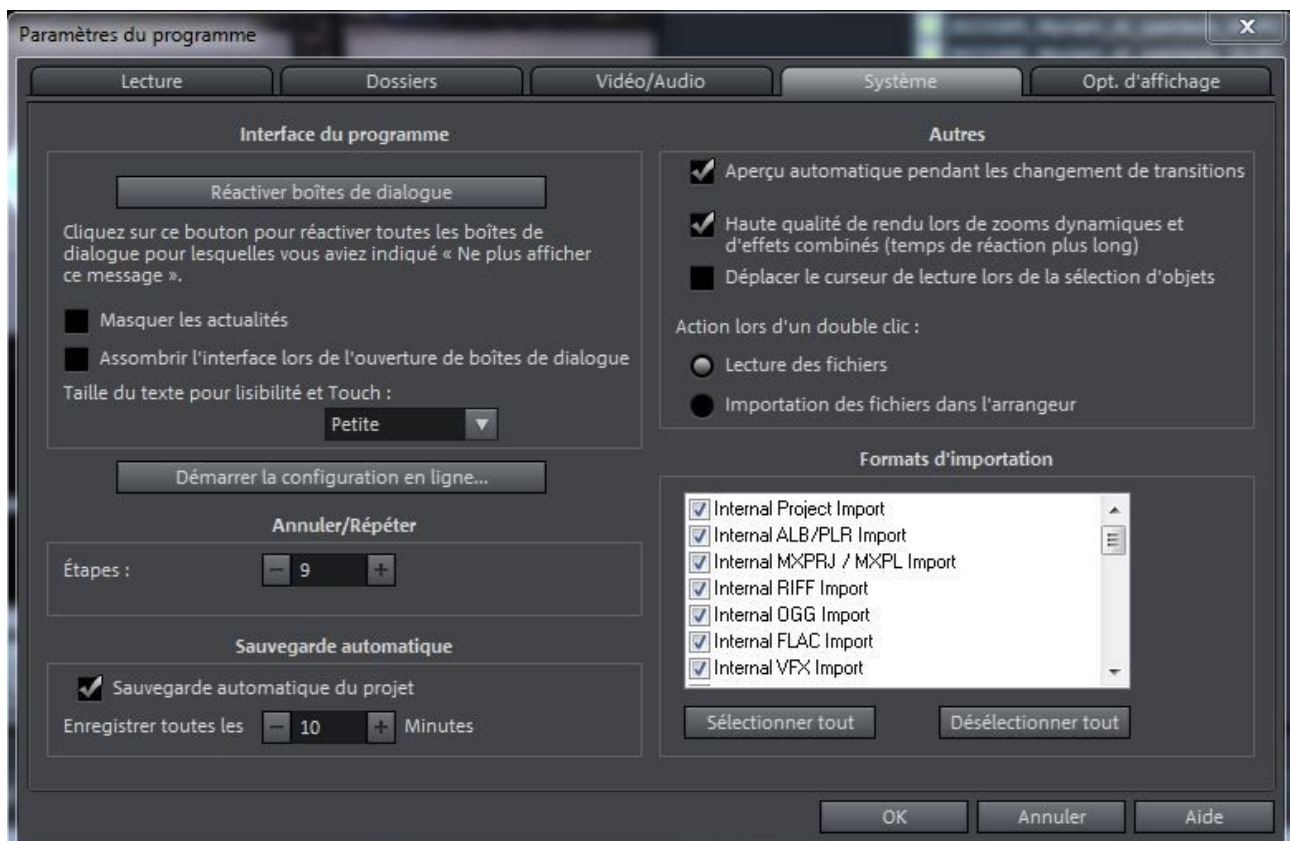 Paramètres du programme
X
Lecture
Dossiers
Vidéo/Audio
Système
Opt. d'affichage
Interface du programme
Réactiver boîtes de dialogue
Cliquez sur ce bouton pour réactiver toutes les boîtes de
dialogue pour lesquelles vous aviez indiqué « Ne plus afficher
ce message ».
Masquer les actualités
Assombrir l'interface lors de l'ouverture de boîtes de dialogue
Taille du texte pour lisibilité et Touch :
Petite
Démarrer la configuration en ligne...
Annuler/Répéter
Étapes :
9
Sauvegarde automatique
Sauvegarde automatique du projet
Enregistrer toutes les
10
Minutes
Autres
Aperçu automatique pendant les changement de transitions
Haute qualité de rendu lors de zooms dynamiques et
d'effets combinés (temps de réaction plus long)
Déplacer le curseur de lecture lors de la sélection d'objets
Action lors d'un double clic :
Lecture des fichiers
Importation des fichiers dans l'arrangeur
Formats d'importation
Internal Project Import
Internal ALB/PLR Import
Internal MXPRJ / MXPL Import
Internal RIFF Import
Internal OGG Import
Internal FLAC Import
Internal VFX Import
Sélectionner tout
Désélectionner tout
OK
Annuler
Aide